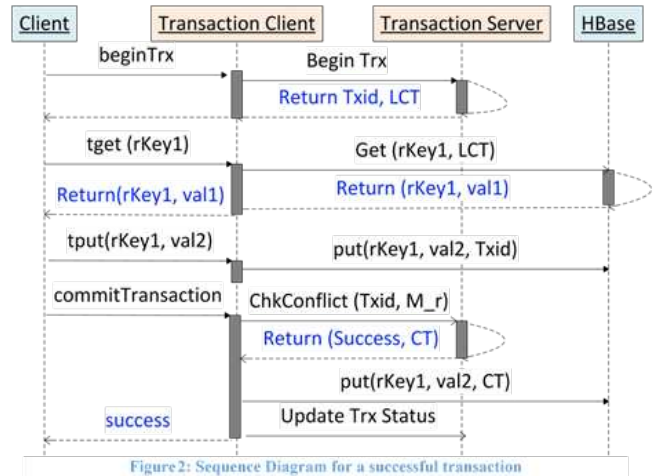 Client Transaction Client Transaction Server HBase
beginTrx
Begin Trx
Return Txid, LCT
tget (rKey1)
Get (rKey1, LCT)
Return(rKey1, val1)
Return (rKey1, val1)
tput(rKey1, val2)
put(rKey1, val2, Txid)
commitTransaction
ChkConflict (Txid, M_r)
Return (Success, CT)
put(rKey1, val2, CT)
success
Update Trx Status
Figure2: Sequence Diagram for a successful transaction